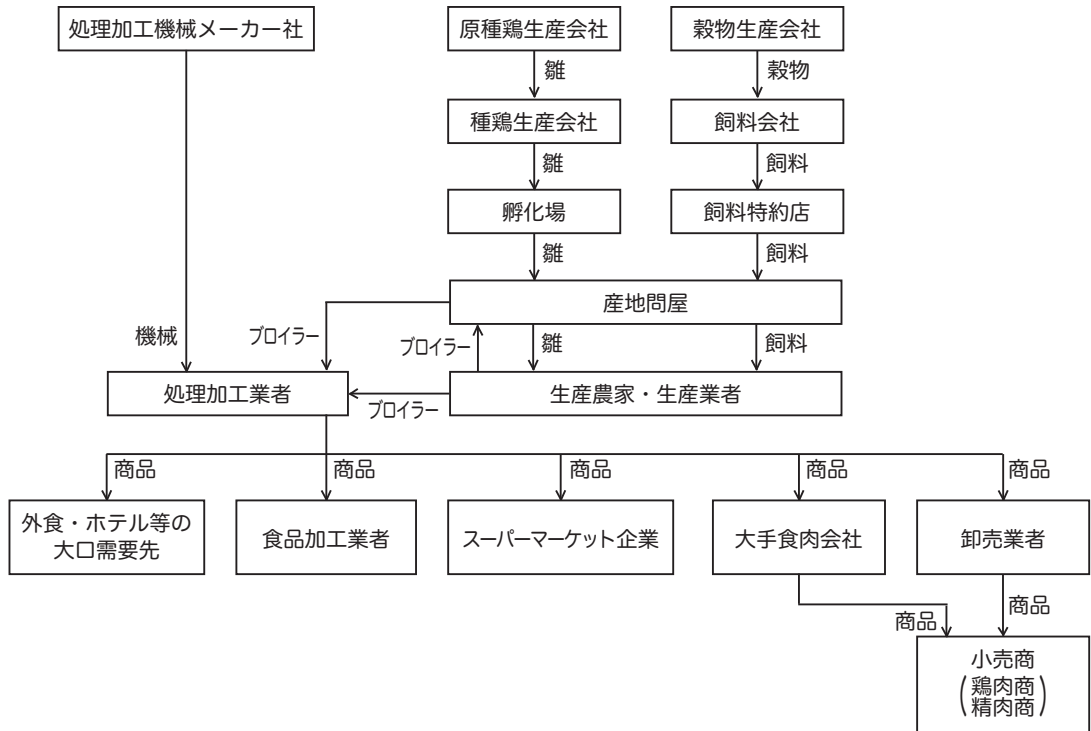 処理加工機械メーカー社
原種鶏生産会社
穀物生産会社
雛
穀物
種鶏生産会社
飼料会社
雛
飼料
孵化場
飼料特約店
雛
飼料
産地問屋
機械
ブロイラー
ブロイラー
雛
飼料
処理加工業者
生産農家・生産業者
ブロイラー
商品
商品
商品
商品
商品
外食・ホテル等の
大口需要先
食品加工業者
スーパーマーケット企業
大手食肉会社
卸売業者
商品
商品
小売商
(鶏肉商
精肉商)